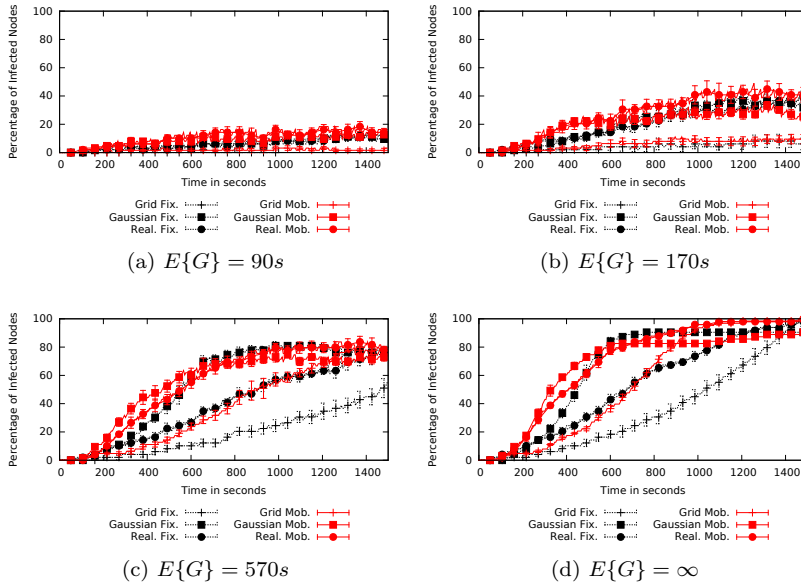 100
80
60
40
20
0
Percentage of Infected Nodes
0 200 400 600 800 1000 1200 1400
Time in seconds
Grid Fix. Grid Mob.
Gaussian Fix. Gaussian Mob.
Real. Fix. Real. Mob.
(a) E{G} = 90s
100
80
60
40
20
0
Percentage of Infected Nodes
0 200 400 600 800 1000 1200 1400
Time in seconds
Grid Fix. Grid Mob.
Gaussian Fix. Gaussian Mob.
Real. Fix. Real. Mob.
(b) E{G} = 170s
100
80
60
40
20
0
Percentage of Infected Nodes
0 200 400 600 800 1000 1200 1400
Time in seconds
Grid Fix. Grid Mob.
Gaussian Fix. Gaussian Mob.
Real. Fix. Real. Mob.
(c) E{G} = 570s
100
80
60
40
20
0
Percentage of Infected Nodes
0 200 400 600 800 1000 1200 1400
Time in seconds
Grid Fix. Grid Mob.
Gaussian Fix. Gaussian Mob.
Real. Fix. Real. Mob.
(d) E{G} = ∞